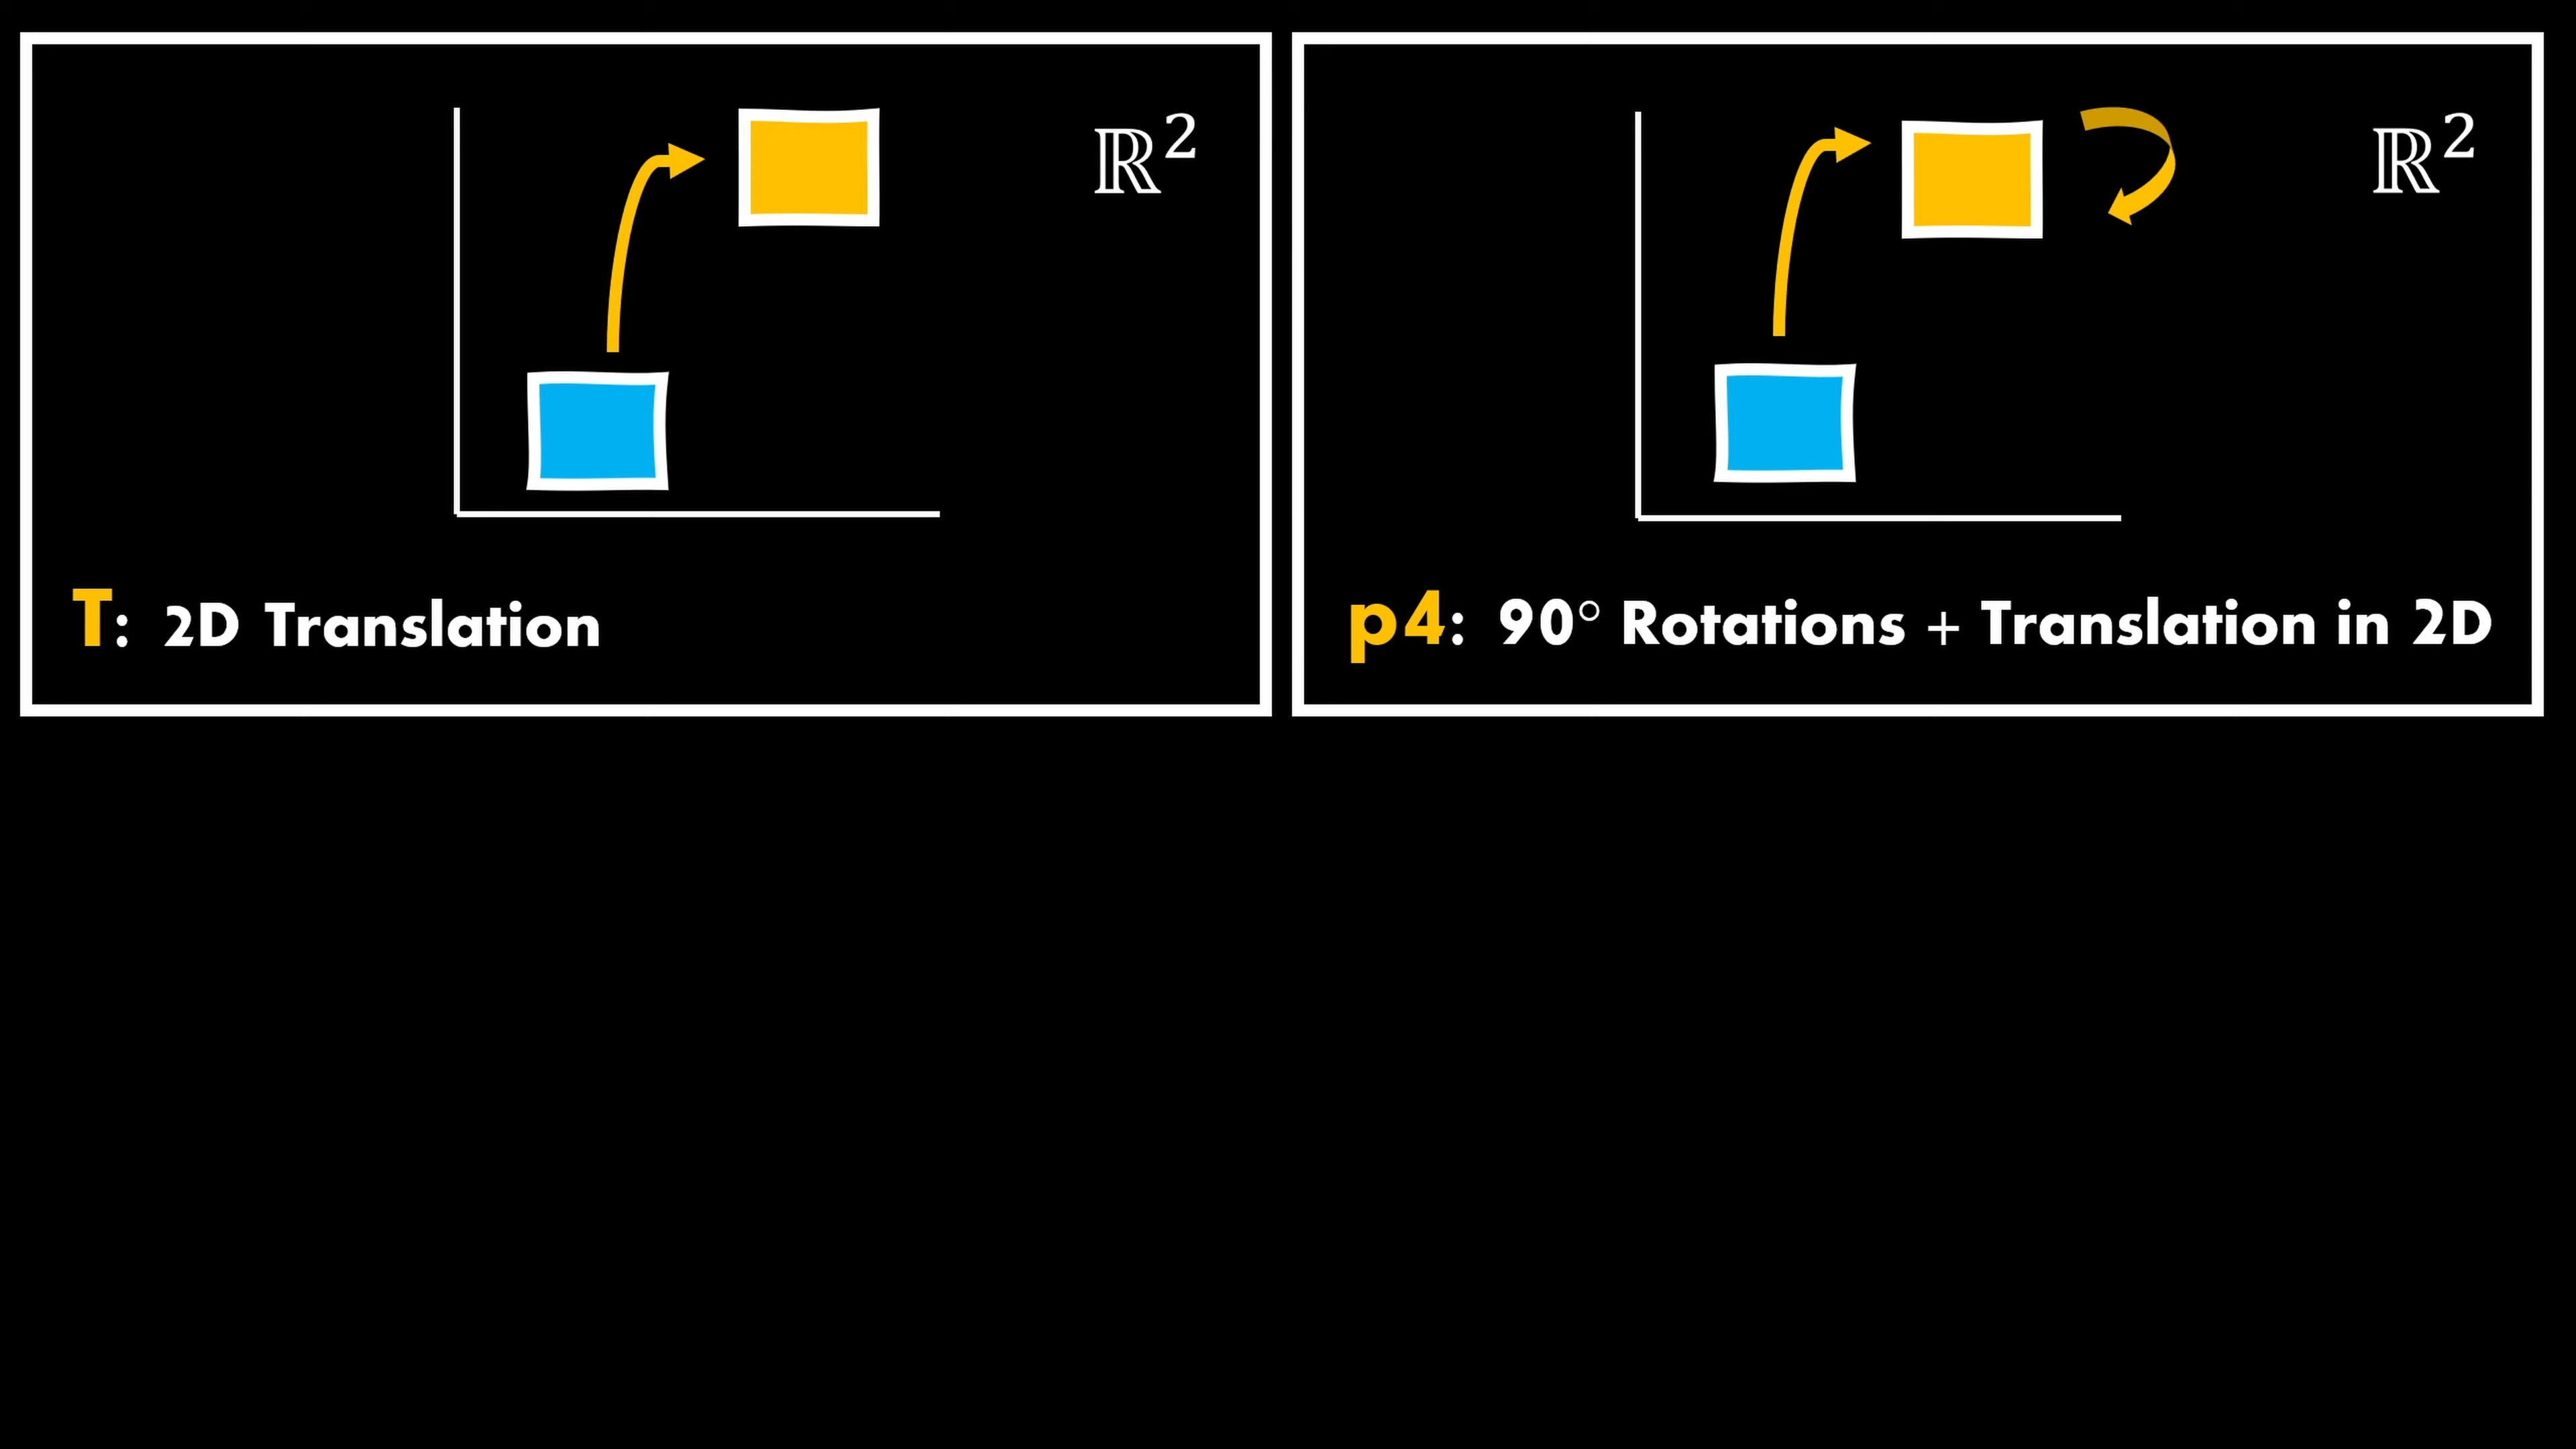 ℝ²
T: 2D Translation
ℝ²
p4: 90° Rotations + Translation in 2D